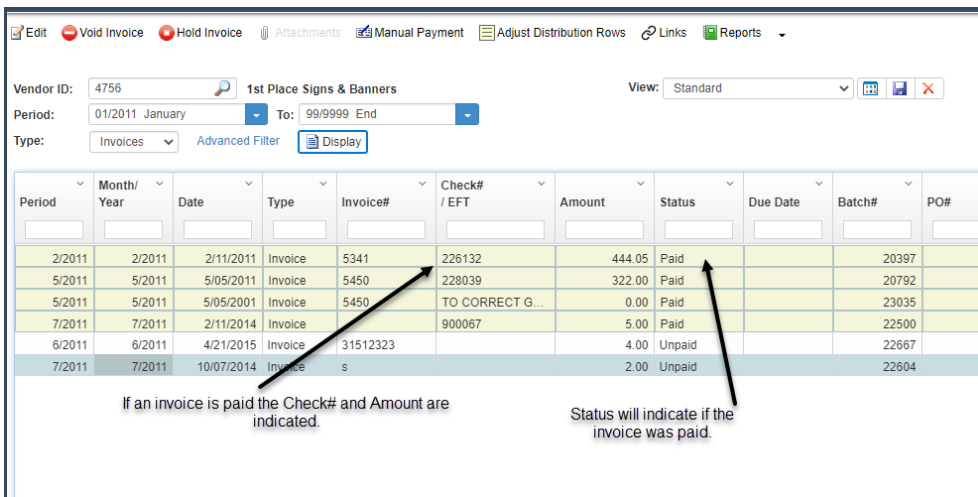 Edit Void Invoice Hold Invoice Attachments Manual Payment Adjust Distribution Rows Links Reports
Vendor ID: 4756 1st Place Signs & Banners View: Standard
Period: 01/2011 January To: 99/9999 End
Type: Invoices Advanced Filter Display
Period Month/ Year Date Type Invoice# Check# / EFT Amount Status Due Date Batch# PO#
2/2011 2/2011 2/11/2011 Invoice 5341 226132 444.05 Paid 20397
5/2011 5/2011 5/05/2011 Invoice 5450 228039 322.00 Paid 20792
5/2011 5/2011 5/05/2001 Invoice 5450 TO CORRECT G... 0.00 Paid 23035
7/2011 7/2011 2/11/2014 Invoice 900067 5.00 Paid 22500
6/2011 6/2011 4/21/2015 Invoice 31512323 4.00 Unpaid 22667
7/2011 7/2011 10/07/2014 Invoice s 2.00 Unpaid 22604
If an invoice is paid the Check# and Amount are
indicated.
Status will indicate if the
invoice was paid.